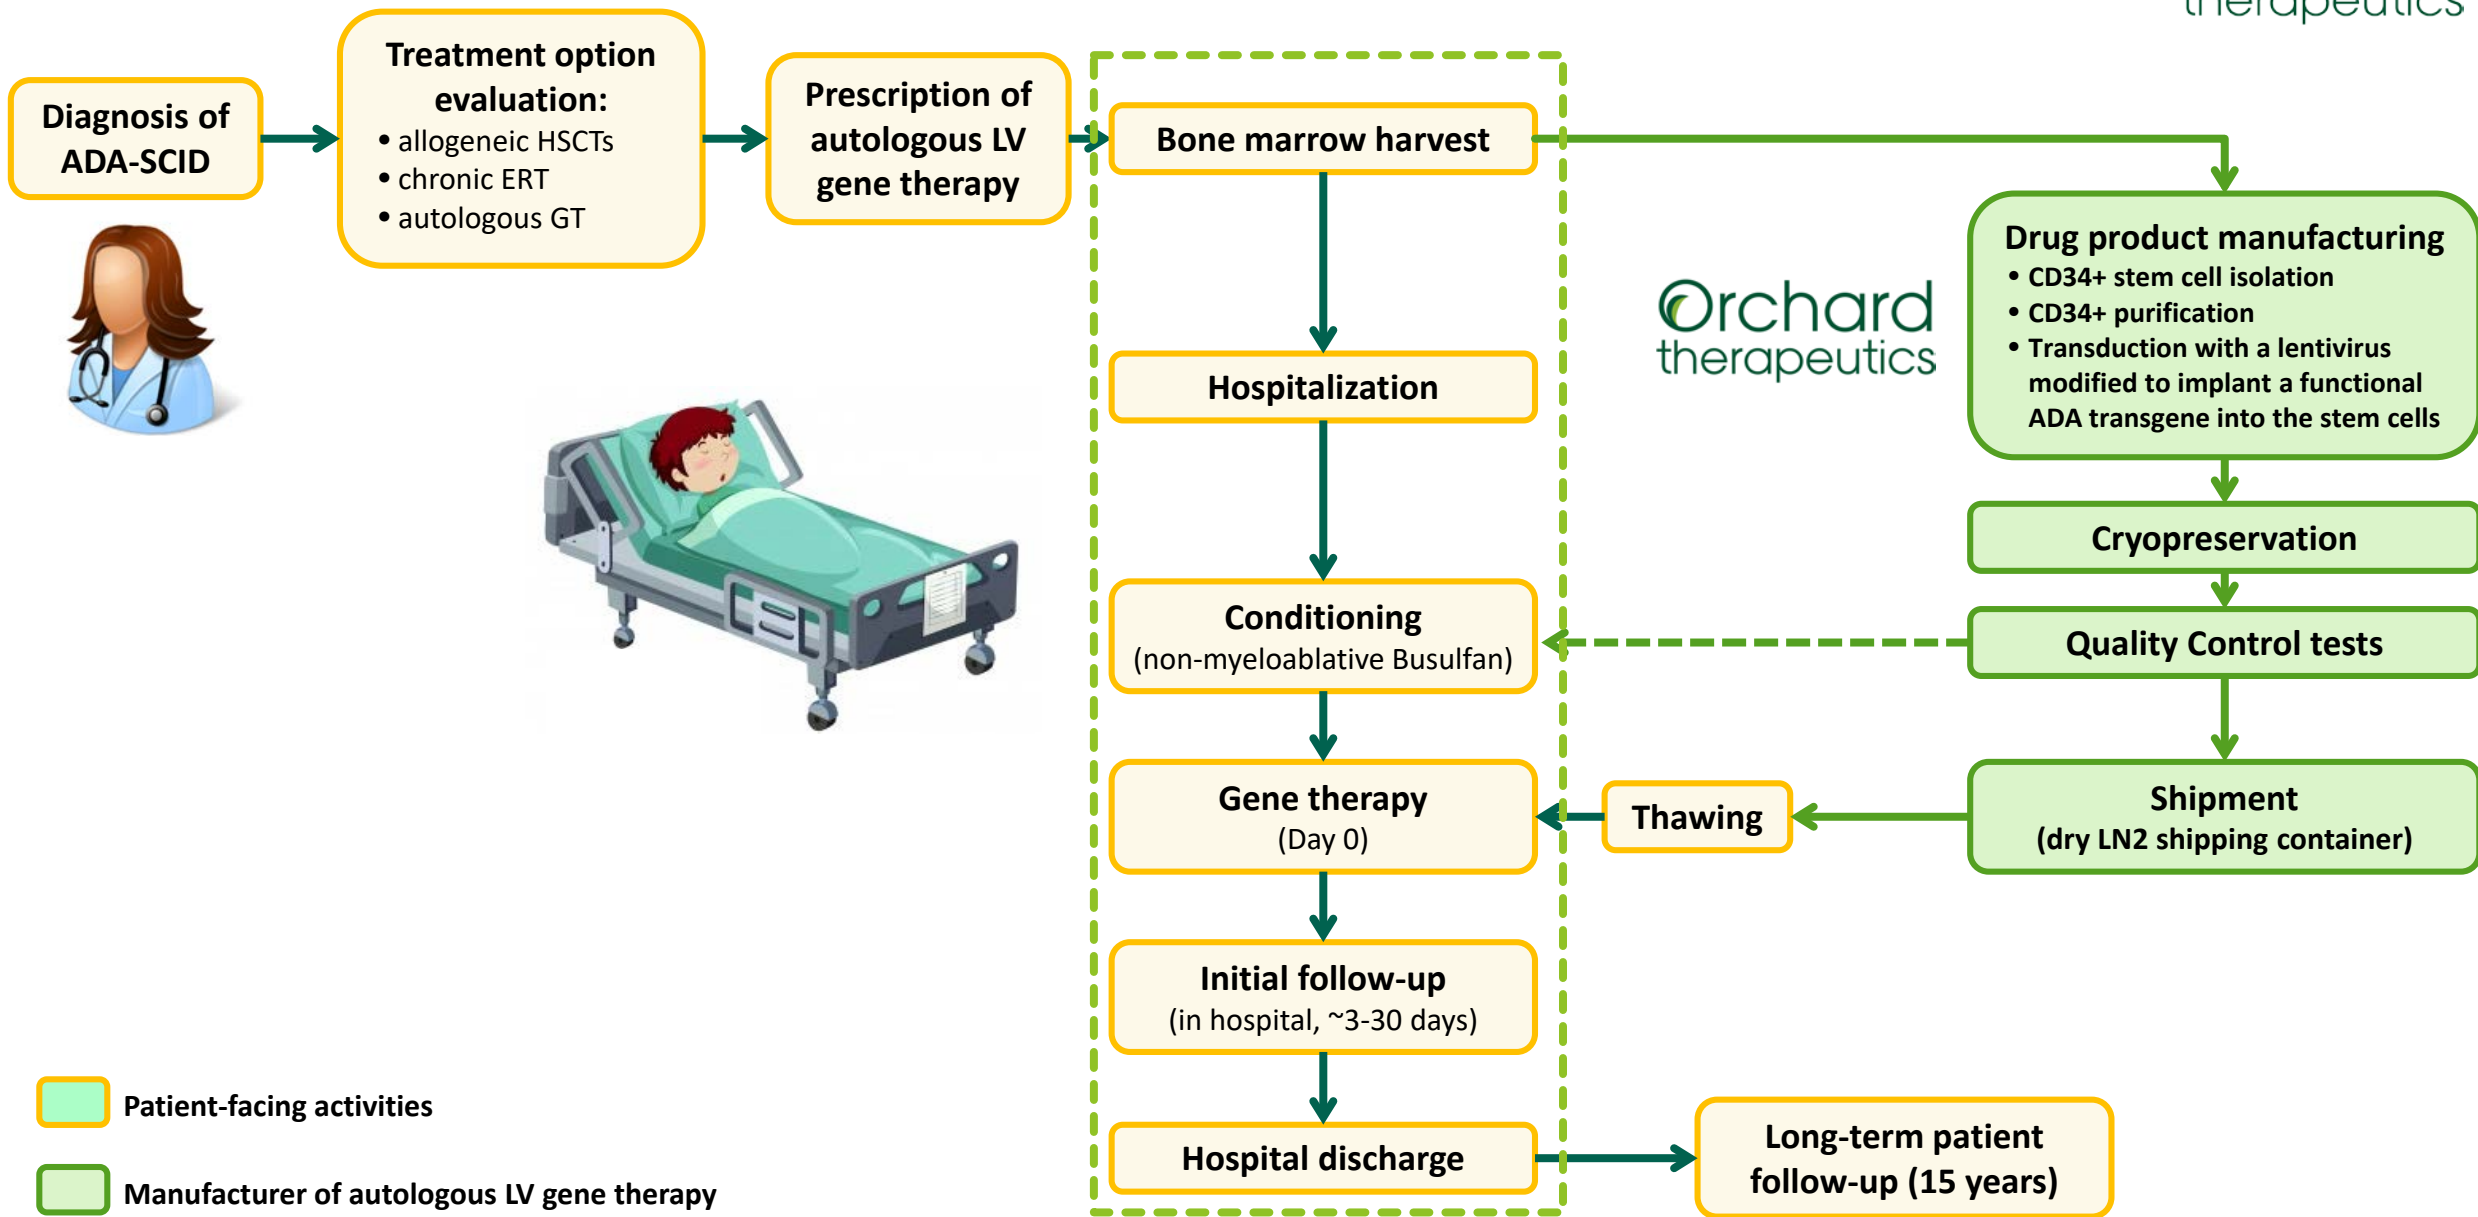 therapeutics
Diagnosis of
ADA-SCID
Treatment option
evaluation:
• allogeneic HSCTs
• chronic ERT
• autologous GT
Prescription of
autologous LV
gene therapy
Bone marrow harvest
Hospitalization
Conditioning
(non-myeloablative Busulfan)
Gene therapy
(Day 0)
Initial follow-up
(in hospital, ~3-30 days)
Hospital discharge
Long-term patient
follow-up (15 years)
Orchard
therapeutics
Drug product manufacturing
• CD34+ stem cell isolation
• CD34+ purification
• Transduction with a lentivirus
modified to implant a functional
ADA transgene into the stem cells
Cryopreservation
Quality Control tests
Shipment
(dry LN2 shipping container)
Thawing
Patient-facing activities
Manufacturer of autologous LV gene therapy